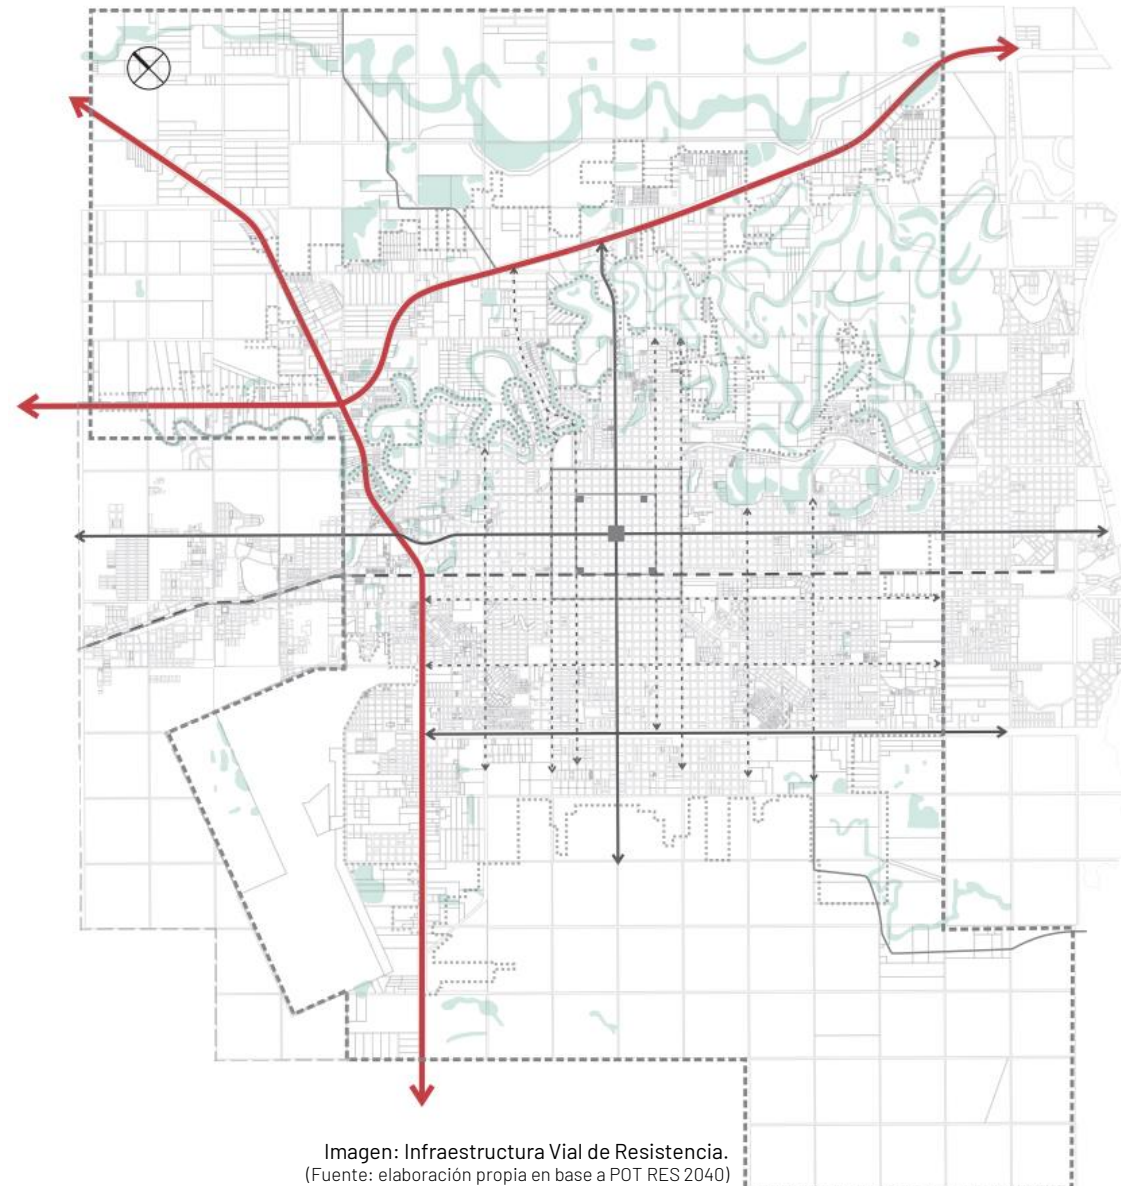 Imagen: Infraestructura Vial de Resistencia.
(Fuente: elaboración propia en base a POT RES 2040)